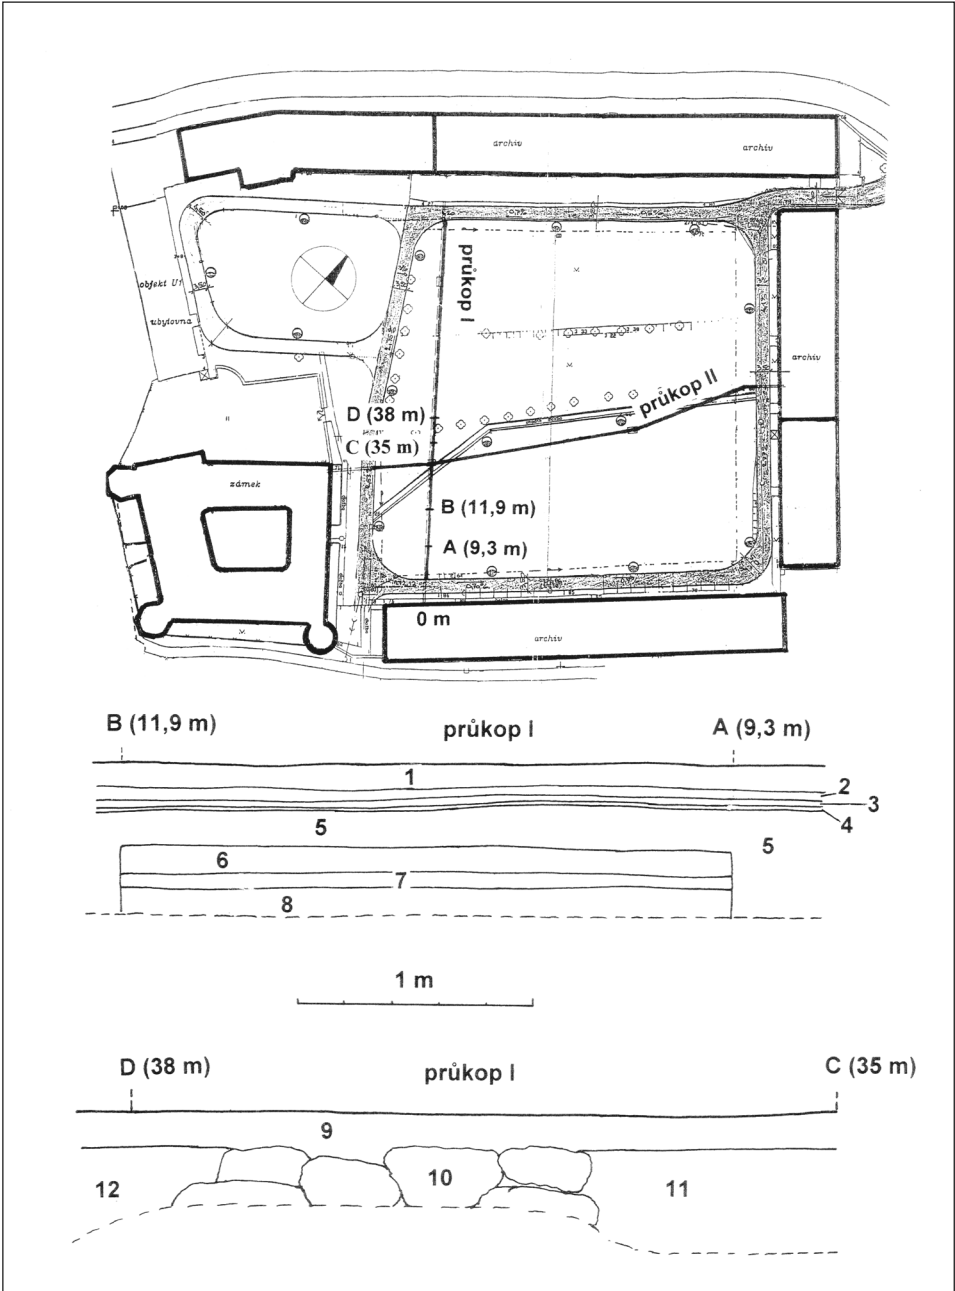 archiv
archiv
průkop I
objekt U1
ubytovna
archiv
průkop II
D (38 m)
C (35 m)
zámek
B (11,9 m)
A (9,3 m)
0 m
archiv
B (11,9 m)
průkop I
A (9,3 m)
1
2
3
4
5
5
6
7
8
1 m
D (38 m)
průkop I
C (35 m)
9
10
11
12